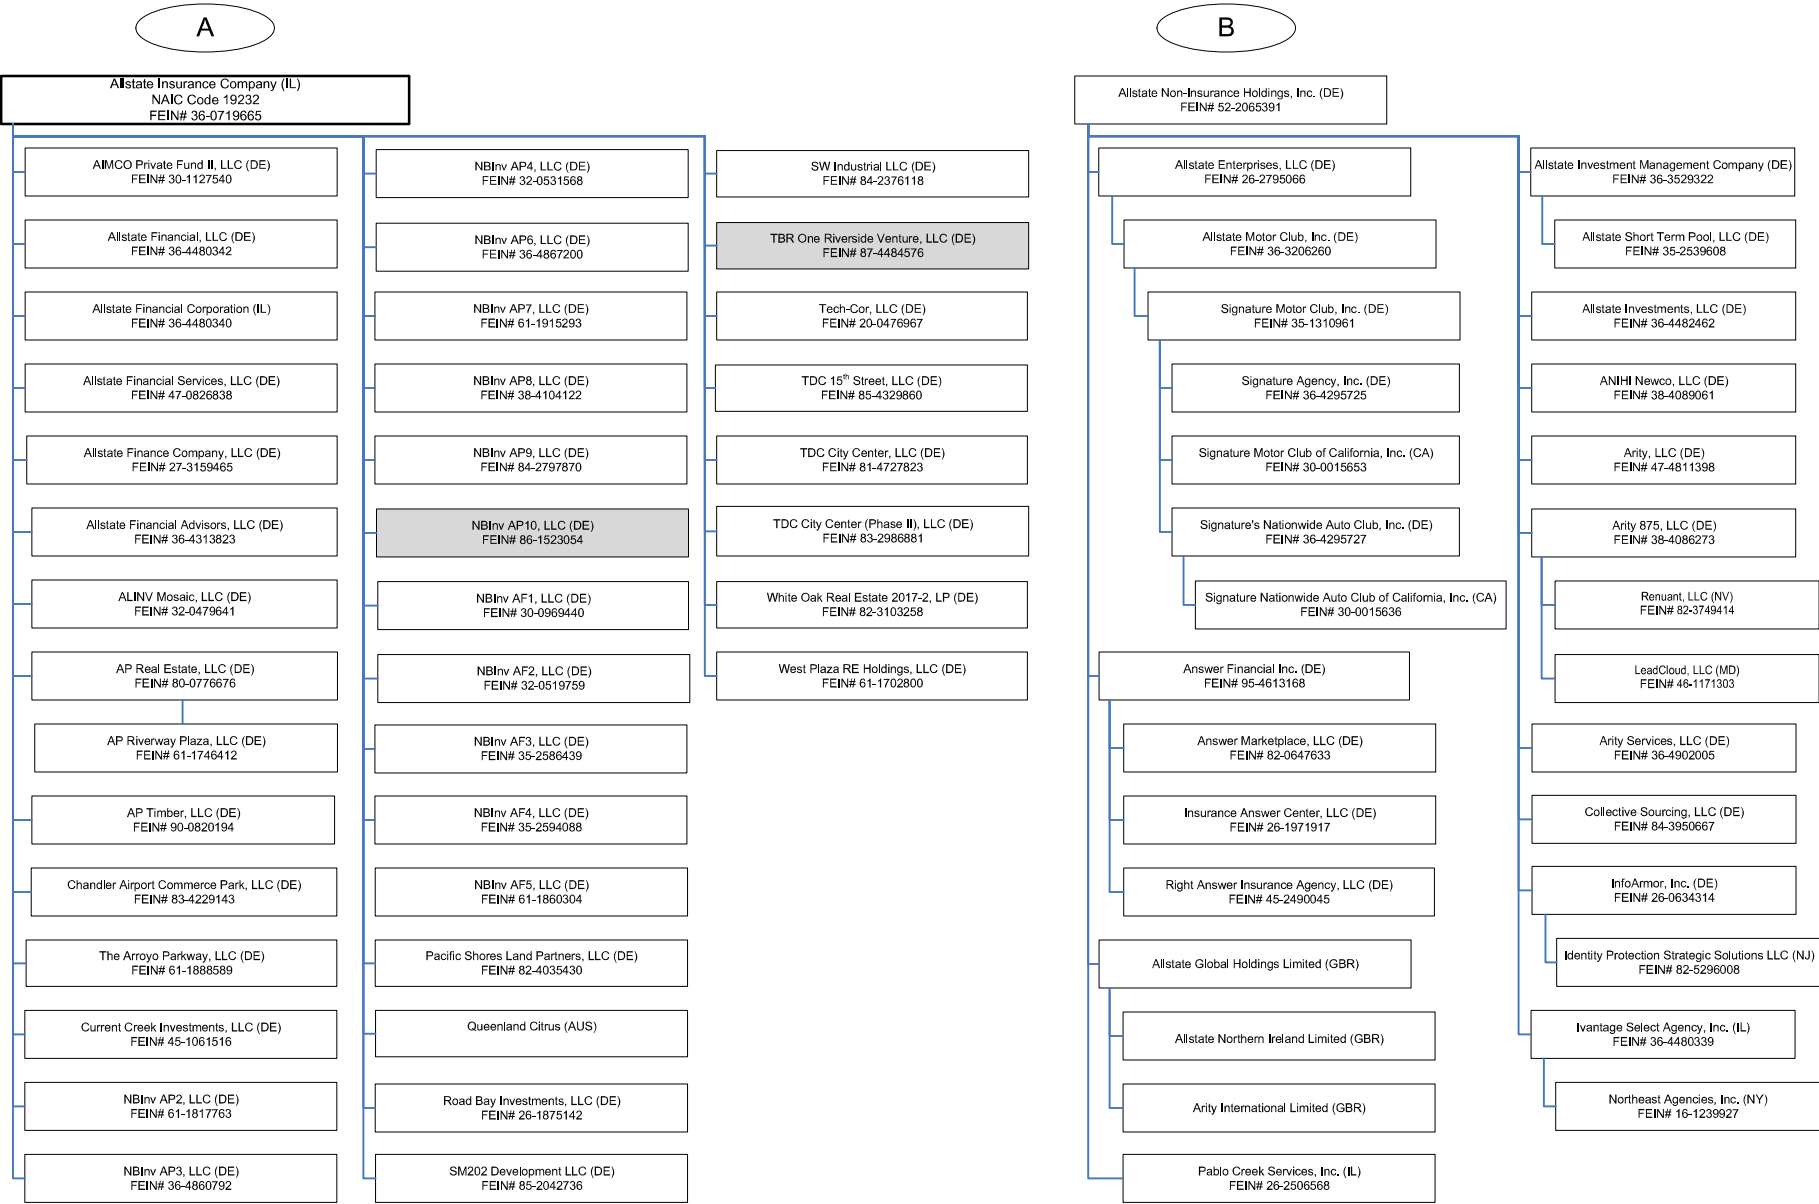 A
Allstate Insurance Company (IL)
NAIC Code 19232
FEIN# 36-0719665
AIMCO Private Fund II, LLC (DE)
FEIN# 30-1127540
Allstate Financial, LLC (DE)
FEIN# 36-4480342
Allstate Financial Corporation (IL)
FEIN# 36-4480340
Allstate Financial Services, LLC (DE)
FEIN# 47-0826838
Allstate Finance Company, LLC (DE)
FEIN# 27-3159465
Allstate Financial Advisors, LLC (DE)
FEIN# 36-4313823
ALINV Mosaic, LLC (DE)
FEIN# 32-0479641
AP Real Estate, LLC (DE)
FEIN# 80-0776676
AP Riverway Plaza, LLC (DE)
FEIN# 61-1746412
AP Timber, LLC (DE)
FEIN# 90-0820194
Chandler Airport Commerce Park, LLC (DE)
FEIN# 83-4229143
The Arroyo Parkway, LLC (DE)
FEIN# 61-1888589
Current Creek Investments, LLC (DE)
FEIN# 45-1061516
NBInv AP2, LLC (DE)
FEIN# 61-1817763
NBInv AP3, LLC (DE)
FEIN# 36-4860792
NBInv AP4, LLC (DE)
FEIN# 32-0531568
NBInv AP6, LLC (DE)
FEIN# 36-4867200
NBInv AP7, LLC (DE)
FEIN# 61-1915293
NBInv AP8, LLC (DE)
FEIN# 38-4104122
NBInv AP9, LLC (DE)
FEIN# 84-2797870
NBInv AP10, LLC (DE)
FEIN# 86-1523054
NBInv AF1, LLC (DE)
FEIN# 30-0969440
NBInv AF2, LLC (DE)
FEIN# 32-0519759
NBInv AF3, LLC (DE)
FEIN# 35-2586439
NBInv AF4, LLC (DE)
FEIN# 35-2594088
NBInv AF5, LLC (DE)
FEIN# 61-1860304
Pacific Shores Land Partners, LLC (DE)
FEIN# 82-4035430
Queenland Citrus (AUS)
Road Bay Investments, LLC (DE)
FEIN# 26-1875142
SM202 Development LLC (DE)
FEIN# 85-2042736
SW Industrial LLC (DE)
FEIN# 84-2376118
TBR One Riverside Venture, LLC (DE)
FEIN# 87-4484576
Tech-Cor, LLC (DE)
FEIN# 20-0476967
TDC 15th Street, LLC (DE)
FEIN# 85-4329860
TDC City Center, LLC (DE)
FEIN# 81-4727823
TDC City Center (Phase II), LLC (DE)
FEIN# 83-2986881
White Oak Real Estate 2017-2, LP (DE)
FEIN# 82-3103258
West Plaza RE Holdings, LLC (DE)
FEIN# 61-1702800
B
Allstate Non-Insurance Holdings, Inc. (DE)
FEIN# 52-2065391
Allstate Enterprises, LLC (DE)
FEIN# 26-2795066
Allstate Motor Club, Inc. (DE)
FEIN# 36-3206260
Signature Motor Club, Inc. (DE)
FEIN# 35-1310961
Signature Agency, Inc. (DE)
FEIN# 36-4295725
Signature Motor Club of California, Inc. (CA)
FEIN# 30-0015653
Signature's Nationwide Auto Club, Inc. (DE)
FEIN# 36-4295727
Signature Nationwide Auto Club of California, Inc. (CA)
FEIN# 30-0015636
Answer Financial Inc. (DE)
FEIN# 95-4613168
Answer Marketplace, LLC (DE)
FEIN# 82-0647633
Insurance Answer Center, LLC (DE)
FEIN# 26-1971917
Right Answer Insurance Agency, LLC (DE)
FEIN# 45-2490045
Allstate Global Holdings Limited (GBR)
Allstate Northern Ireland Limited (GBR)
Arity International Limited (GBR)
Pablo Creek Services, Inc. (IL)
FEIN# 26-2506568
Allstate Investment Management Company (DE)
FEIN# 36-3529322
Allstate Short Term Pool, LLC (DE)
FEIN# 35-2539608
Allstate Investments, LLC (DE)
FEIN# 36-4482462
ANIHI Newco, LLC (DE)
FEIN# 38-4089061
Arity, LLC (DE)
FEIN# 47-4811398
Arity 875, LLC (DE)
FEIN# 38-4086273
Renuant, LLC (NV)
FEIN# 82-3749414
LeadCloud, LLC (MD)
FEIN# 46-1171303
Arity Services, LLC (DE)
FEIN# 36-4902005
Collective Sourcing, LLC (DE)
FEIN# 84-3950667
InfoArmor, Inc. (DE)
FEIN# 26-0634314
Identity Protection Strategic Solutions LLC (NJ)
FEIN# 82-5296008
Ivantage Select Agency, Inc. (IL)
FEIN# 36-4480339
Northeast Agencies, Inc. (NY)
FEIN# 16-1239927